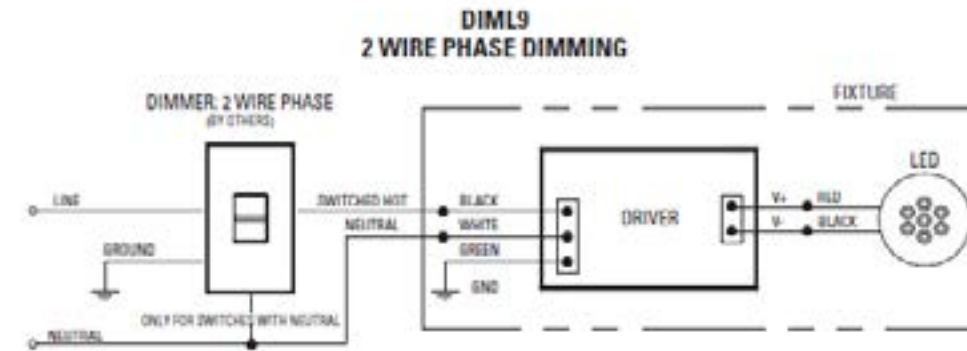 DIML9
2 WIRE PHASE DIMMING
DIMMER: 2 WIRE PHASE
(BY OTHERS)
FIXTURE
LED
LINE
SWITCHED HOT
BLACK
V+
RED
NEUTRAL
WHITE
DRIVER
V-
BLACK
GROUND
GREEN
GND
ONLY FOR SWITCHES WITH NEUTRAL
NEUTRAL